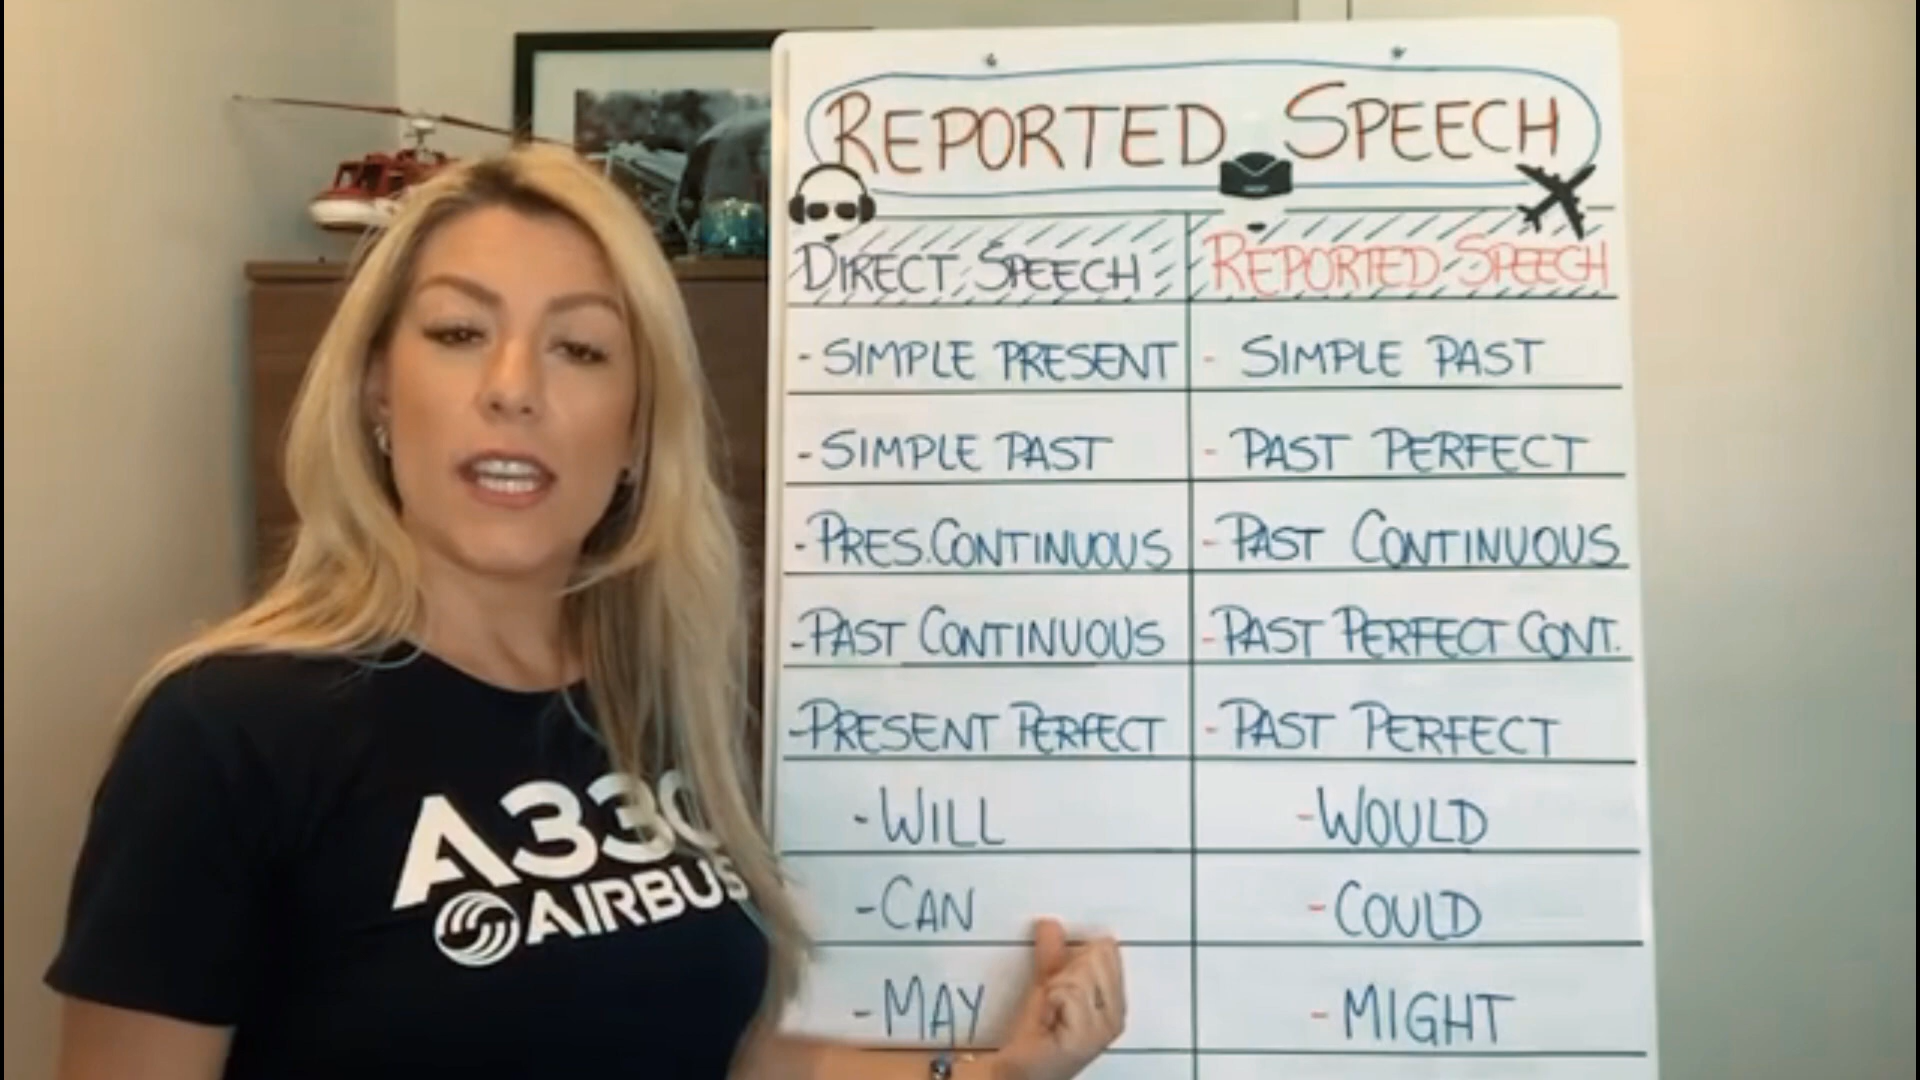 REPORTED SPEECH
DIRECT SPEECH REPORTED SPEECH
- SIMPLE PRESENT - SIMPLE PAST
- SIMPLE PAST - PAST PERFECT
- PRES. CONTINUOUS - PAST CONTINUOUS
- PAST CONTINUOUS - PAST PERFECT CONT.
- PRESENT PERFECT - PAST PERFECT
- WILL - WOULD
- CAN - COULD
- MAY - MIGHT
A330
AIRBUS